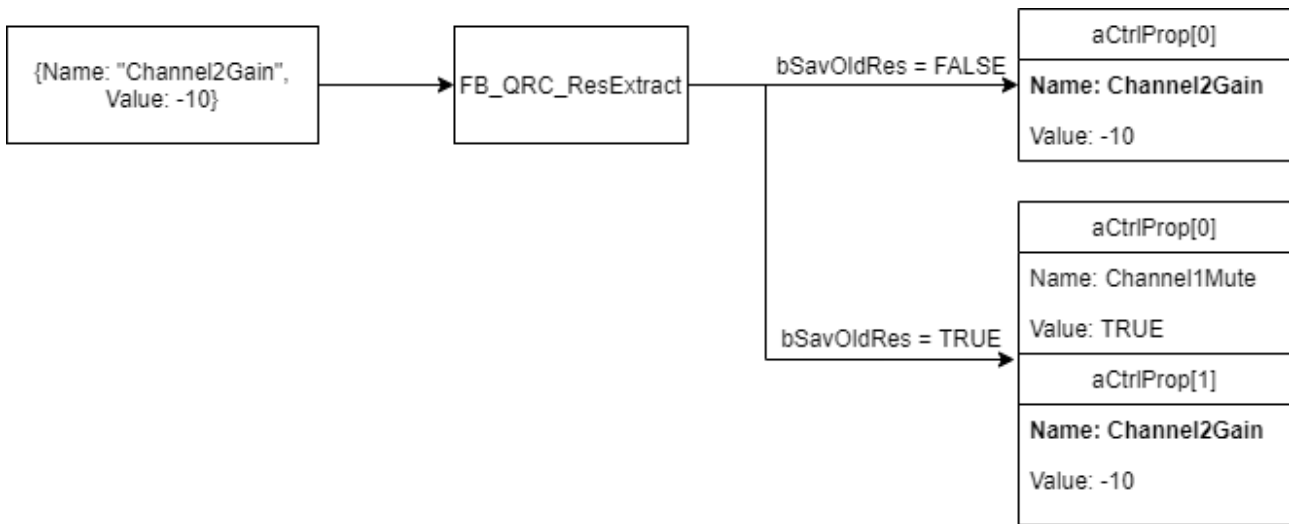 {Name: "Channel2Gain",
Value: -10}
FB_QRC_ResExtract
bSavOldRes = FALSE
aCtrlProp[0]
Name: Channel2Gain
Value: -10
bSavOldRes = TRUE
aCtrlProp[0]
Name: Channel1Mute
Value: TRUE
aCtrlProp[1]
Name: Channel2Gain
Value: -10